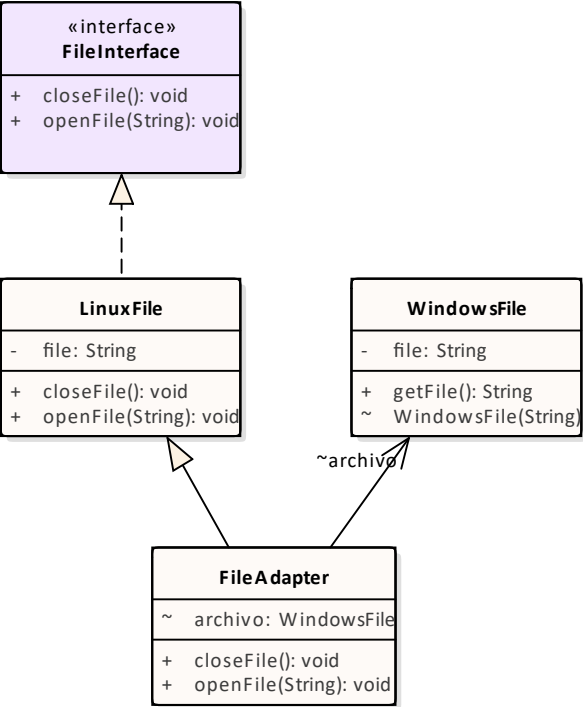 «interface»
FileInterface
+ closeFile(): void
+ openFile(String): void
LinuxFile
- file: String
+ closeFile(): void
+ openFile(String): void
WindowsFile
- file: String
+ getFile(): String
~ WindowsFile(String)
~archivo
FileAdapter
~ archivo: WindowsFile
+ closeFile(): void
+ openFile(String): void